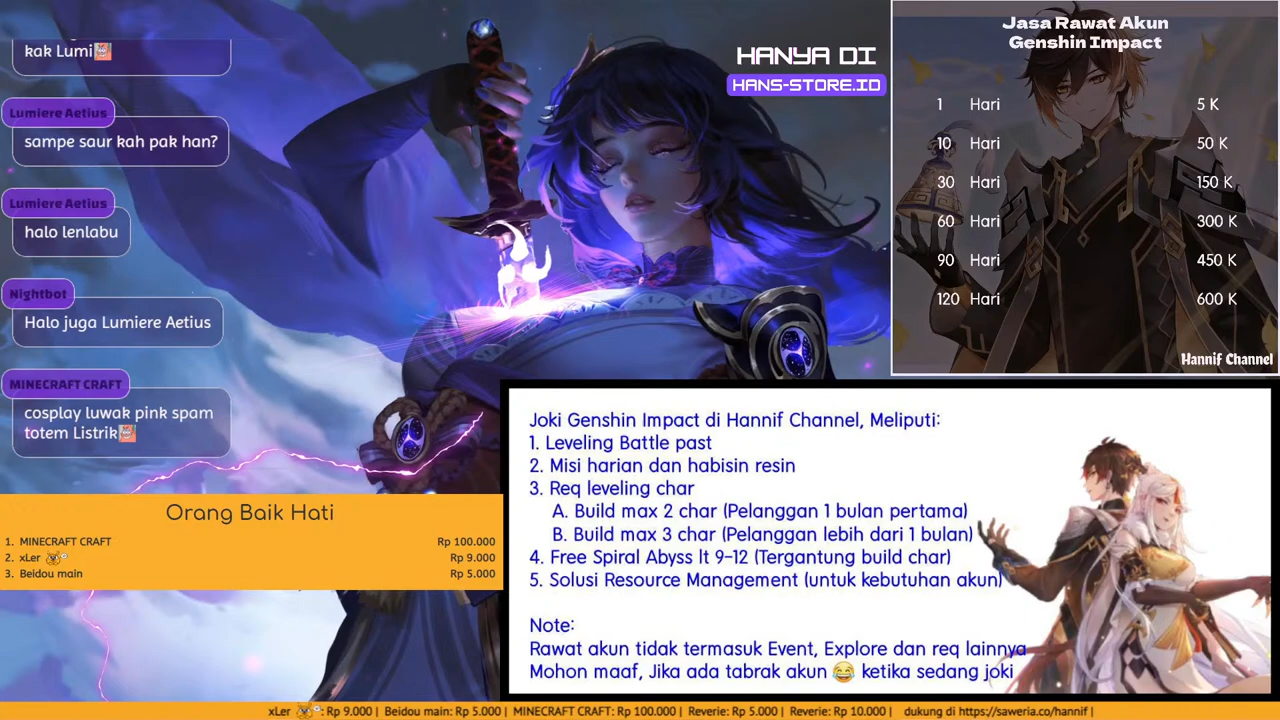 kak Lumi
Lumiere Aetius
sampe saur kah pak han?
Lumiere Aetius
halo lenlabu
Nightbot
Halo juga Lumiere Aetius
MINECRAFT CRAFT
cosplay luwak pink spam
totem Listrik
HANYA DI
HANS-STORE.ID
Jasa Rawat Akun
Genshin Impact
1 Hari 5 K
10 Hari 50 K
30 Hari 150 K
60 Hari 300 K
90 Hari 450 K
120 Hari 600 K
Hannif Channel
Orang Baik Hati
1. MINECRAFT CRAFT Rp 100.000
2. xLer Rp 9.000
3. Beidou main Rp 5.000
Joki Genshin Impact di Hannif Channel, Meliputi:
1. Leveling Battle past
2. Misi harian dan habisin resin
3. Req leveling char
A. Build max 2 char (Pelanggan 1 bulan pertama)
B. Build max 3 char (Pelanggan lebih dari 1 bulan)
4. Free Spiral Abyss lt 9-12 (Tergantung build char)
5. Solusi Resource Management (untuk kebutuhan akun)
Note:
Rawat akun tidak termasuk Event, Explore dan req lainnya
Mohon maaf, Jika ada tabrak akun 😂 ketika sedang joki
xLer : Rp 9.000 | Beidou main: Rp 5.000 | MINECRAFT CRAFT: Rp 100.000 | Reverie: Rp 5.000 | Reverie: Rp 10.000 | dukung di https://saweria.co/hannif |